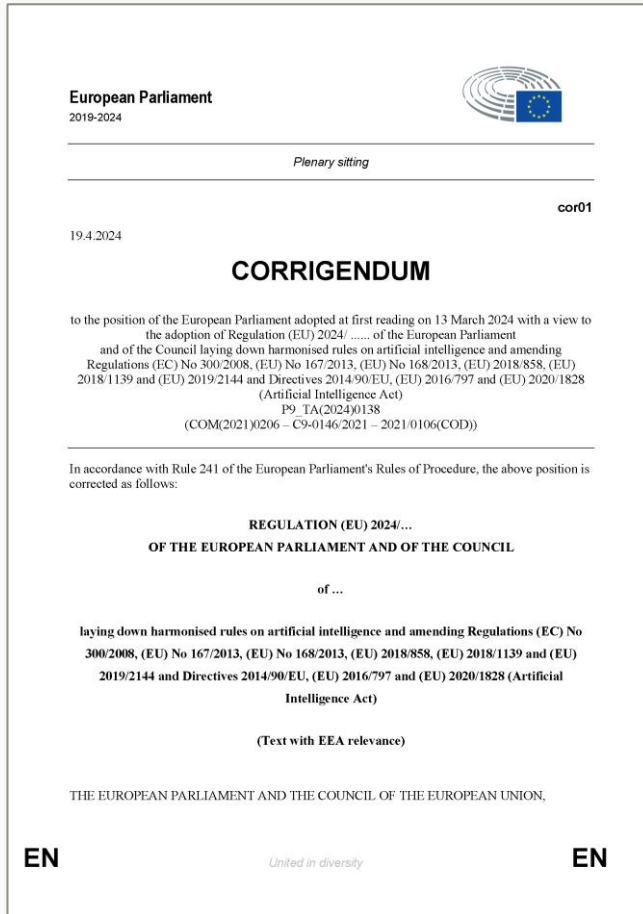 European Parliament
2019-2024
Plenary sitting
cor01
19.4.2024
CORRIGENDUM
to the position of the European Parliament adopted at first reading on 13 March 2024 with a view to
the adoption of Regulation (EU) 2024/ ...... of the European Parliament
and of the Council laying down harmonised rules on artificial intelligence and amending
Regulations (EC) No 300/2008, (EU) No 167/2013, (EU) No 168/2013, (EU) 2018/858, (EU)
2018/1139 and (EU) 2019/2144 and Directives 2014/90/EU, (EU) 2016/797 and (EU) 2020/1828
(Artificial Intelligence Act)
P9_TA(2024)0138
(COM(2021)0206 – C9-0146/2021 – 2021/0106(COD))
In accordance with Rule 241 of the European Parliament's Rules of Procedure, the above position is
corrected as follows:
REGULATION (EU) 2024/...
OF THE EUROPEAN PARLIAMENT AND OF THE COUNCIL
of ...
laying down harmonised rules on artificial intelligence and amending Regulations (EC) No
300/2008, (EU) No 167/2013, (EU) No 168/2013, (EU) 2018/858, (EU) 2018/1139 and (EU)
2019/2144 and Directives 2014/90/EU, (EU) 2016/797 and (EU) 2020/1828 (Artificial
Intelligence Act)
(Text with EEA relevance)
THE EUROPEAN PARLIAMENT AND THE COUNCIL OF THE EUROPEAN UNION,
EN United in diversity EN